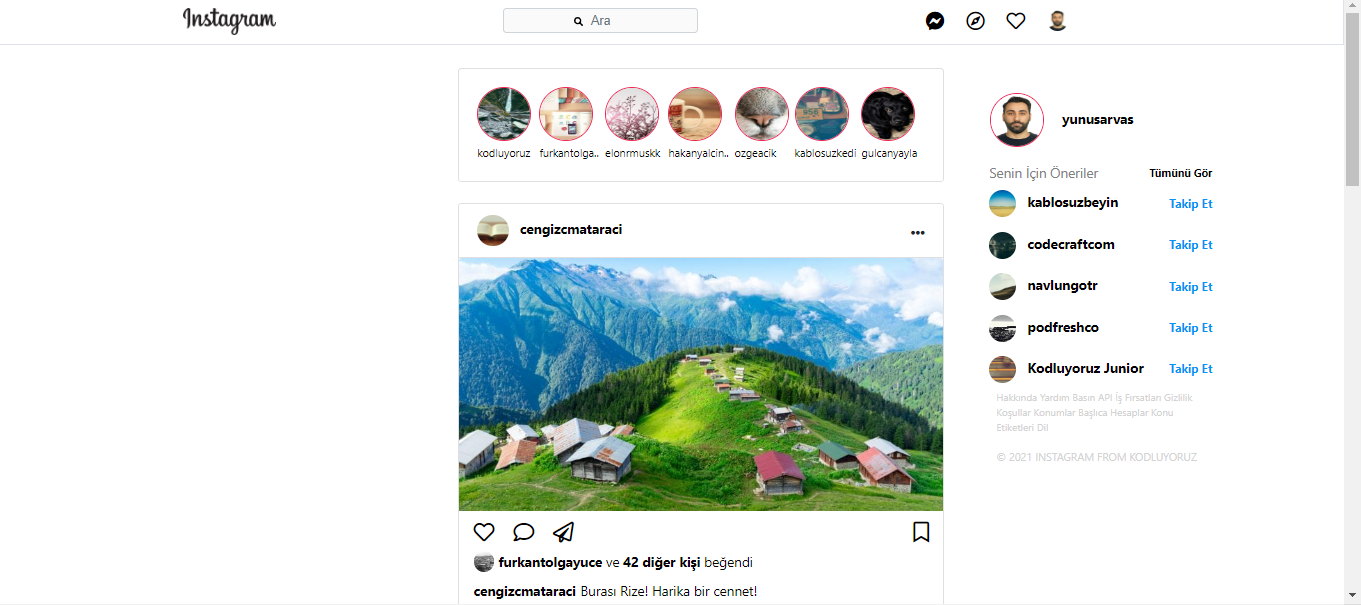 Instagram
Ara
kodluyoruz furkantolga.. elonrmuskk hakanyalcin.. ozgeacik kablosuzkedi gulcanyayla
cengizcmataraci
furkantolgayuce ve 42 diğer kişi beğendi
cengizcmataraci Burası Rize! Harika bir cennet!
yunusarvas
Senin İçin Öneriler Tümünü Gör
kablosuzbeyin Takip Et
codecraftcom Takip Et
navlungotr Takip Et
podfreshco Takip Et
Kodluyoruz Junior Takip Et
Hakkında Yardım Basın API İş Fırsatları Gizlilik
Koşullar Konumlar Başlıca Hesaplar Konu
Etiketleri Dil
© 2021 INSTAGRAM FROM KODLUYORUZ